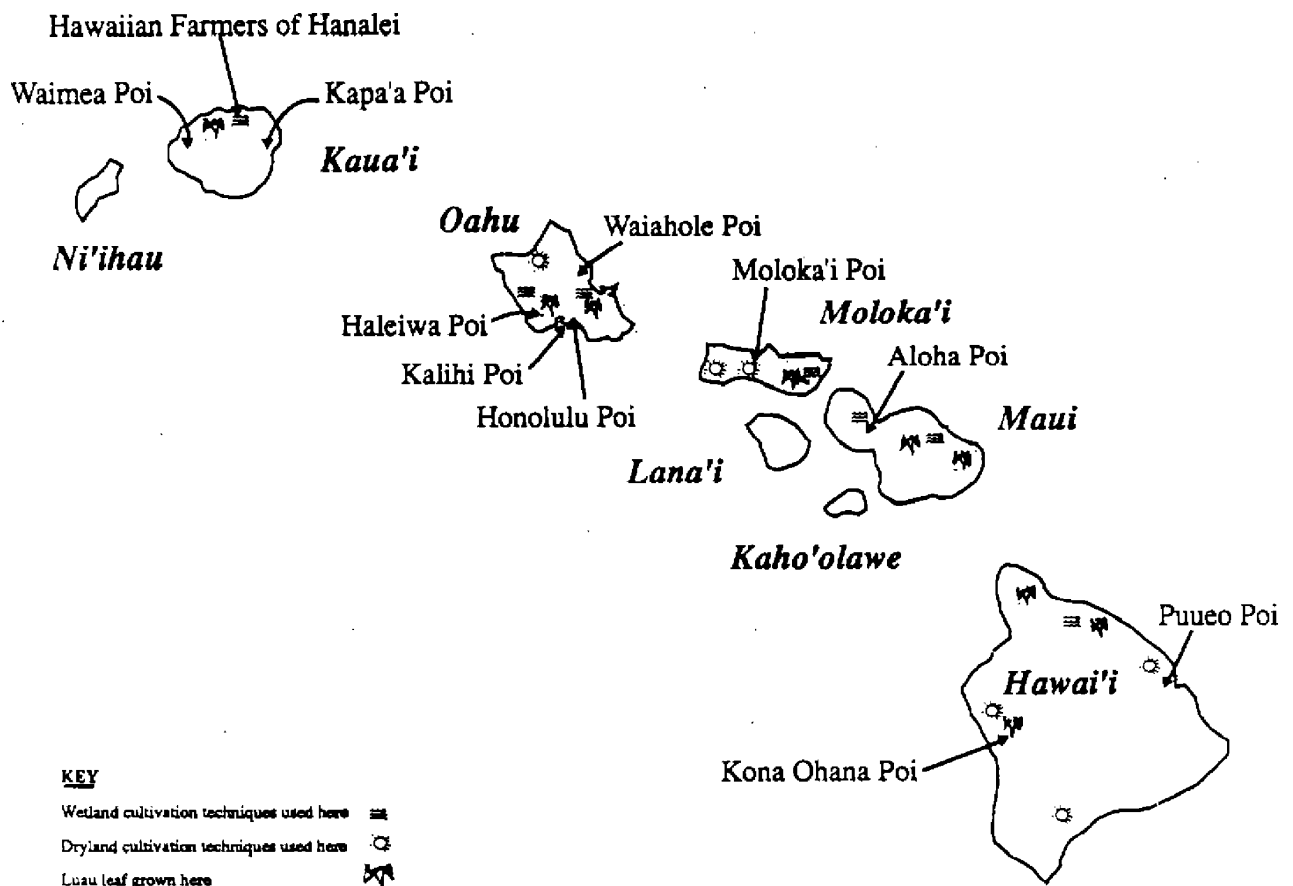 Hawaiian Farmers of Hanalei
Waimea Poi
Kapa'a Poi
Kaua'i
Ni'ihau
Oahu
Waiahole Poi
Haleiwa Poi
Kalihi Poi
Honolulu Poi
Moloka'i Poi
Moloka'i
Aloha Poi
Maui
Lana'i
Kaho'olawe
Puueo Poi
Hawai'i
Kona Ohana Poi
KEY
Wetland cultivation techniques used here
Dryland cultivation techniques used here
Luau leaf grown here